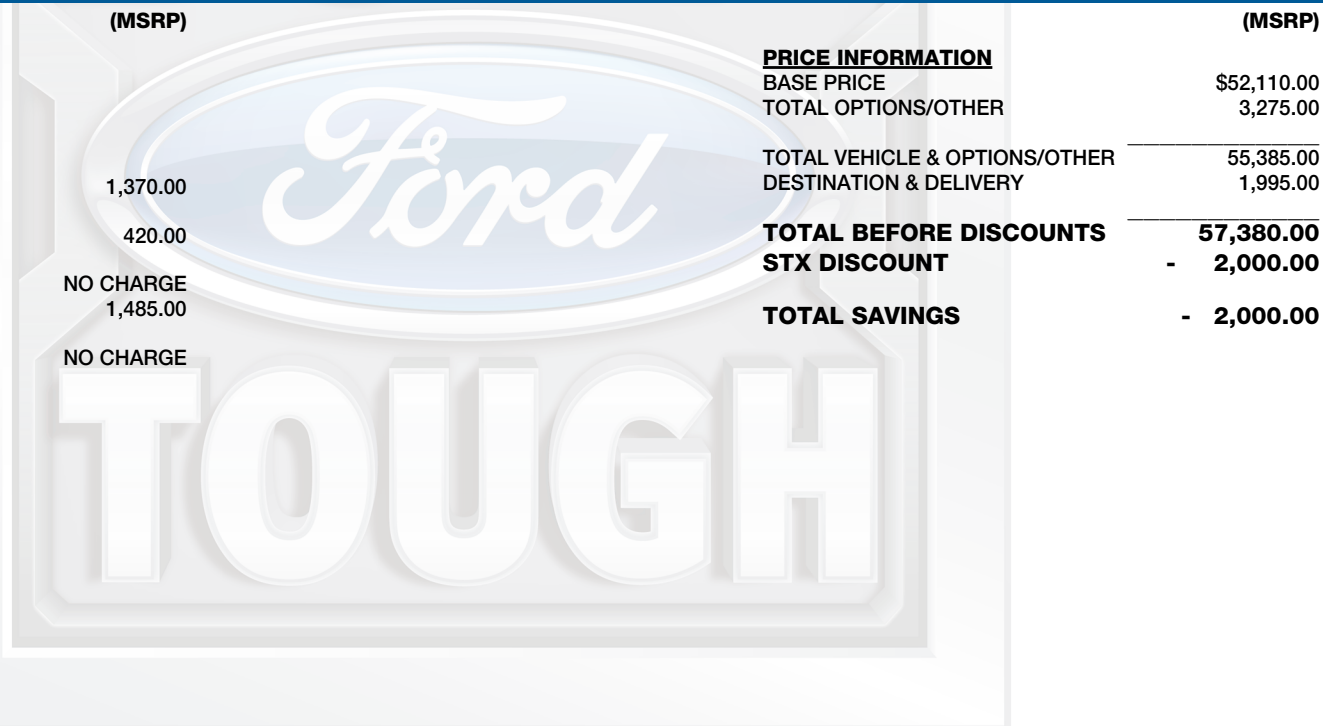 (MSRP)
1,370.00
420.00
NO CHARGE
1,485.00
NO CHARGE
Ford
TOUGH
(MSRP)
PRICE INFORMATION
BASE PRICE $52,110.00
TOTAL OPTIONS/OTHER 3,275.00
TOTAL VEHICLE & OPTIONS/OTHER 55,385.00
DESTINATION & DELIVERY 1,995.00
TOTAL BEFORE DISCOUNTS 57,380.00
STX DISCOUNT - 2,000.00
TOTAL SAVINGS - 2,000.00